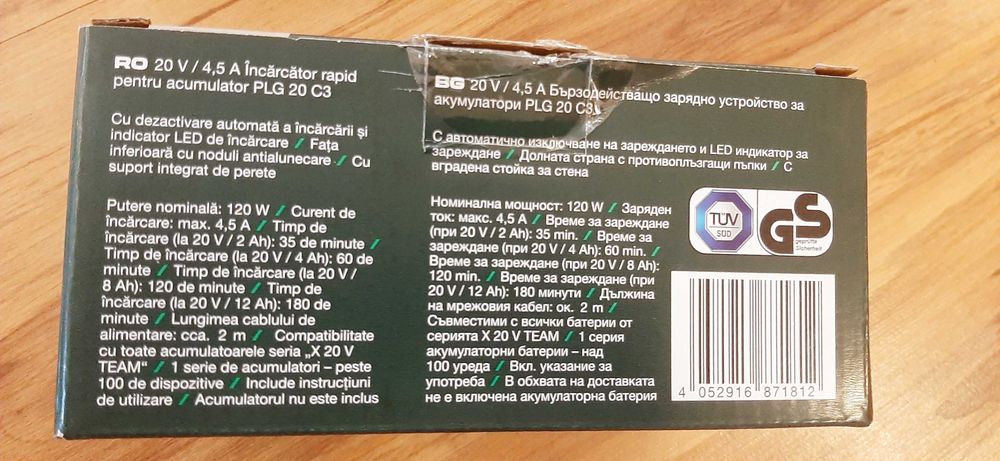 RO 20 V / 4,5 A Încărcător rapid
pentru acumulator PLG 20 C3
Cu dezactivare automată a încărcării și
indicator LED de încărcare / Fața
inferioară cu noduli antialunecare / Cu
suport integrat de perete
Putere nominală: 120 W / Curent de
încărcare: max. 4,5 A / Timp de
încărcare (la 20 V / 2 Ah): 35 de minute /
Timp de încărcare (la 20 V / 4 Ah): 60 de
minute / Timp de încărcare (la 20 V /
8 Ah): 120 de minute / Timp de
încărcare (la 20 V / 12 Ah): 180 de
minute / Lungimea cablului de
alimentare: cca. 2 m / Compatibilitate
cu toate acumulatoarele seria „X 20 V
TEAM“ / 1 serie de acumulatori – peste
100 de dispozitive / Include instrucțiuni
de utilizare / Acumulatorul nu este inclus
BG 20 V / 4,5 A Бързодействащо зарядно устройство за
акумулатори PLG 20 C3
С автоматично изключване на зареждането и LED индикатор за
зареждане / Долната страна с противоплъзгащи пъпки / С
вградена стойка за стена
Номинална мощност: 120 W / Заряден
ток: макс. 4,5 A / Време за зареждане
(при 20 V / 2 Ah): 35 min. / Време за
зареждане (при 20 V / 4 Ah): 60 min. /
Време за зареждане (при 20 V / 8 Ah):
120 min. / Време за зареждане (при
20 V / 12 Ah): 180 минути / Дължина
на мрежовия кабел: ок. 2 m /
Съвместими с всички батерии от
серията X 20 V TEAM / 1 серия
акумулаторни батерии – над
100 уреда / Вкл. указание за
употреба / В обхвата на доставката
не е включена акумулаторна батерия
TÜV
SÜD
GS
geprüfte
Sicherheit
4 052916 871812